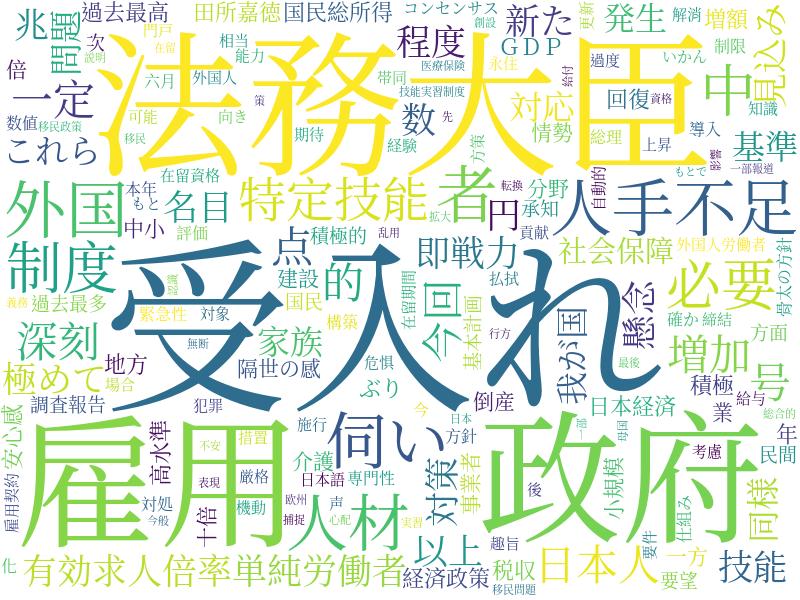 過去最高
田所嘉徳
国民総所得
コンセンサス
創設
新た
更新
発生
解消
増額
見込み
兆
問題
門戸
次
在留
相当
能力
程度
GDP
いかん
制限
説明
倍
一定
六月
外国人
法務大臣
医療保険
永住
給付
過度
中
帯同
技能実習制度
対応
回復
資格
知識
数値
移民政策
可能
向き
策
期待
数
先
情勢
総理
上昇
導入
基準
これら
移民
経験
方策
影響
一部報道
在留資格
もとで
外国
本年
もと
名目
特定技能
者
転換
円
分野
承知
自動的
人手不足
中小
評価
積極的
拡大
乱用
貢献
制度
点
的
即戦力
社会保障
外国人労働者
必要
骨太の方針
建設
払拭
受入れ
認識
過去最多
緊急性
対象
国民
今回
在留期間
我が国
懸念
確か
締結
方面
義務
深刻
無断
家族
構築
基本計画
行方
増加
号
極めて
地方
隔世の感
危惧
最後
場合
ぶり
積極
調査報告
犯罪
伺い
倒産
日本経済
業
給与
年
総合的
安心感
施行
今
日本
民間
雇用
政府
高水準
不安
措置
方針
一部
母国
考慮
同様
雇用契約
介護
対策
事業者
小規模
厳格
日本語
専門性
声
対処
表現
機動
欧州
後
仕組み
今般
十倍
捕捉
心配
人材
以上
要件
趣旨
実習
日本人
一方
技能
化
有効求人倍率
単純労働者
経済政策
税収
移民問題
要望